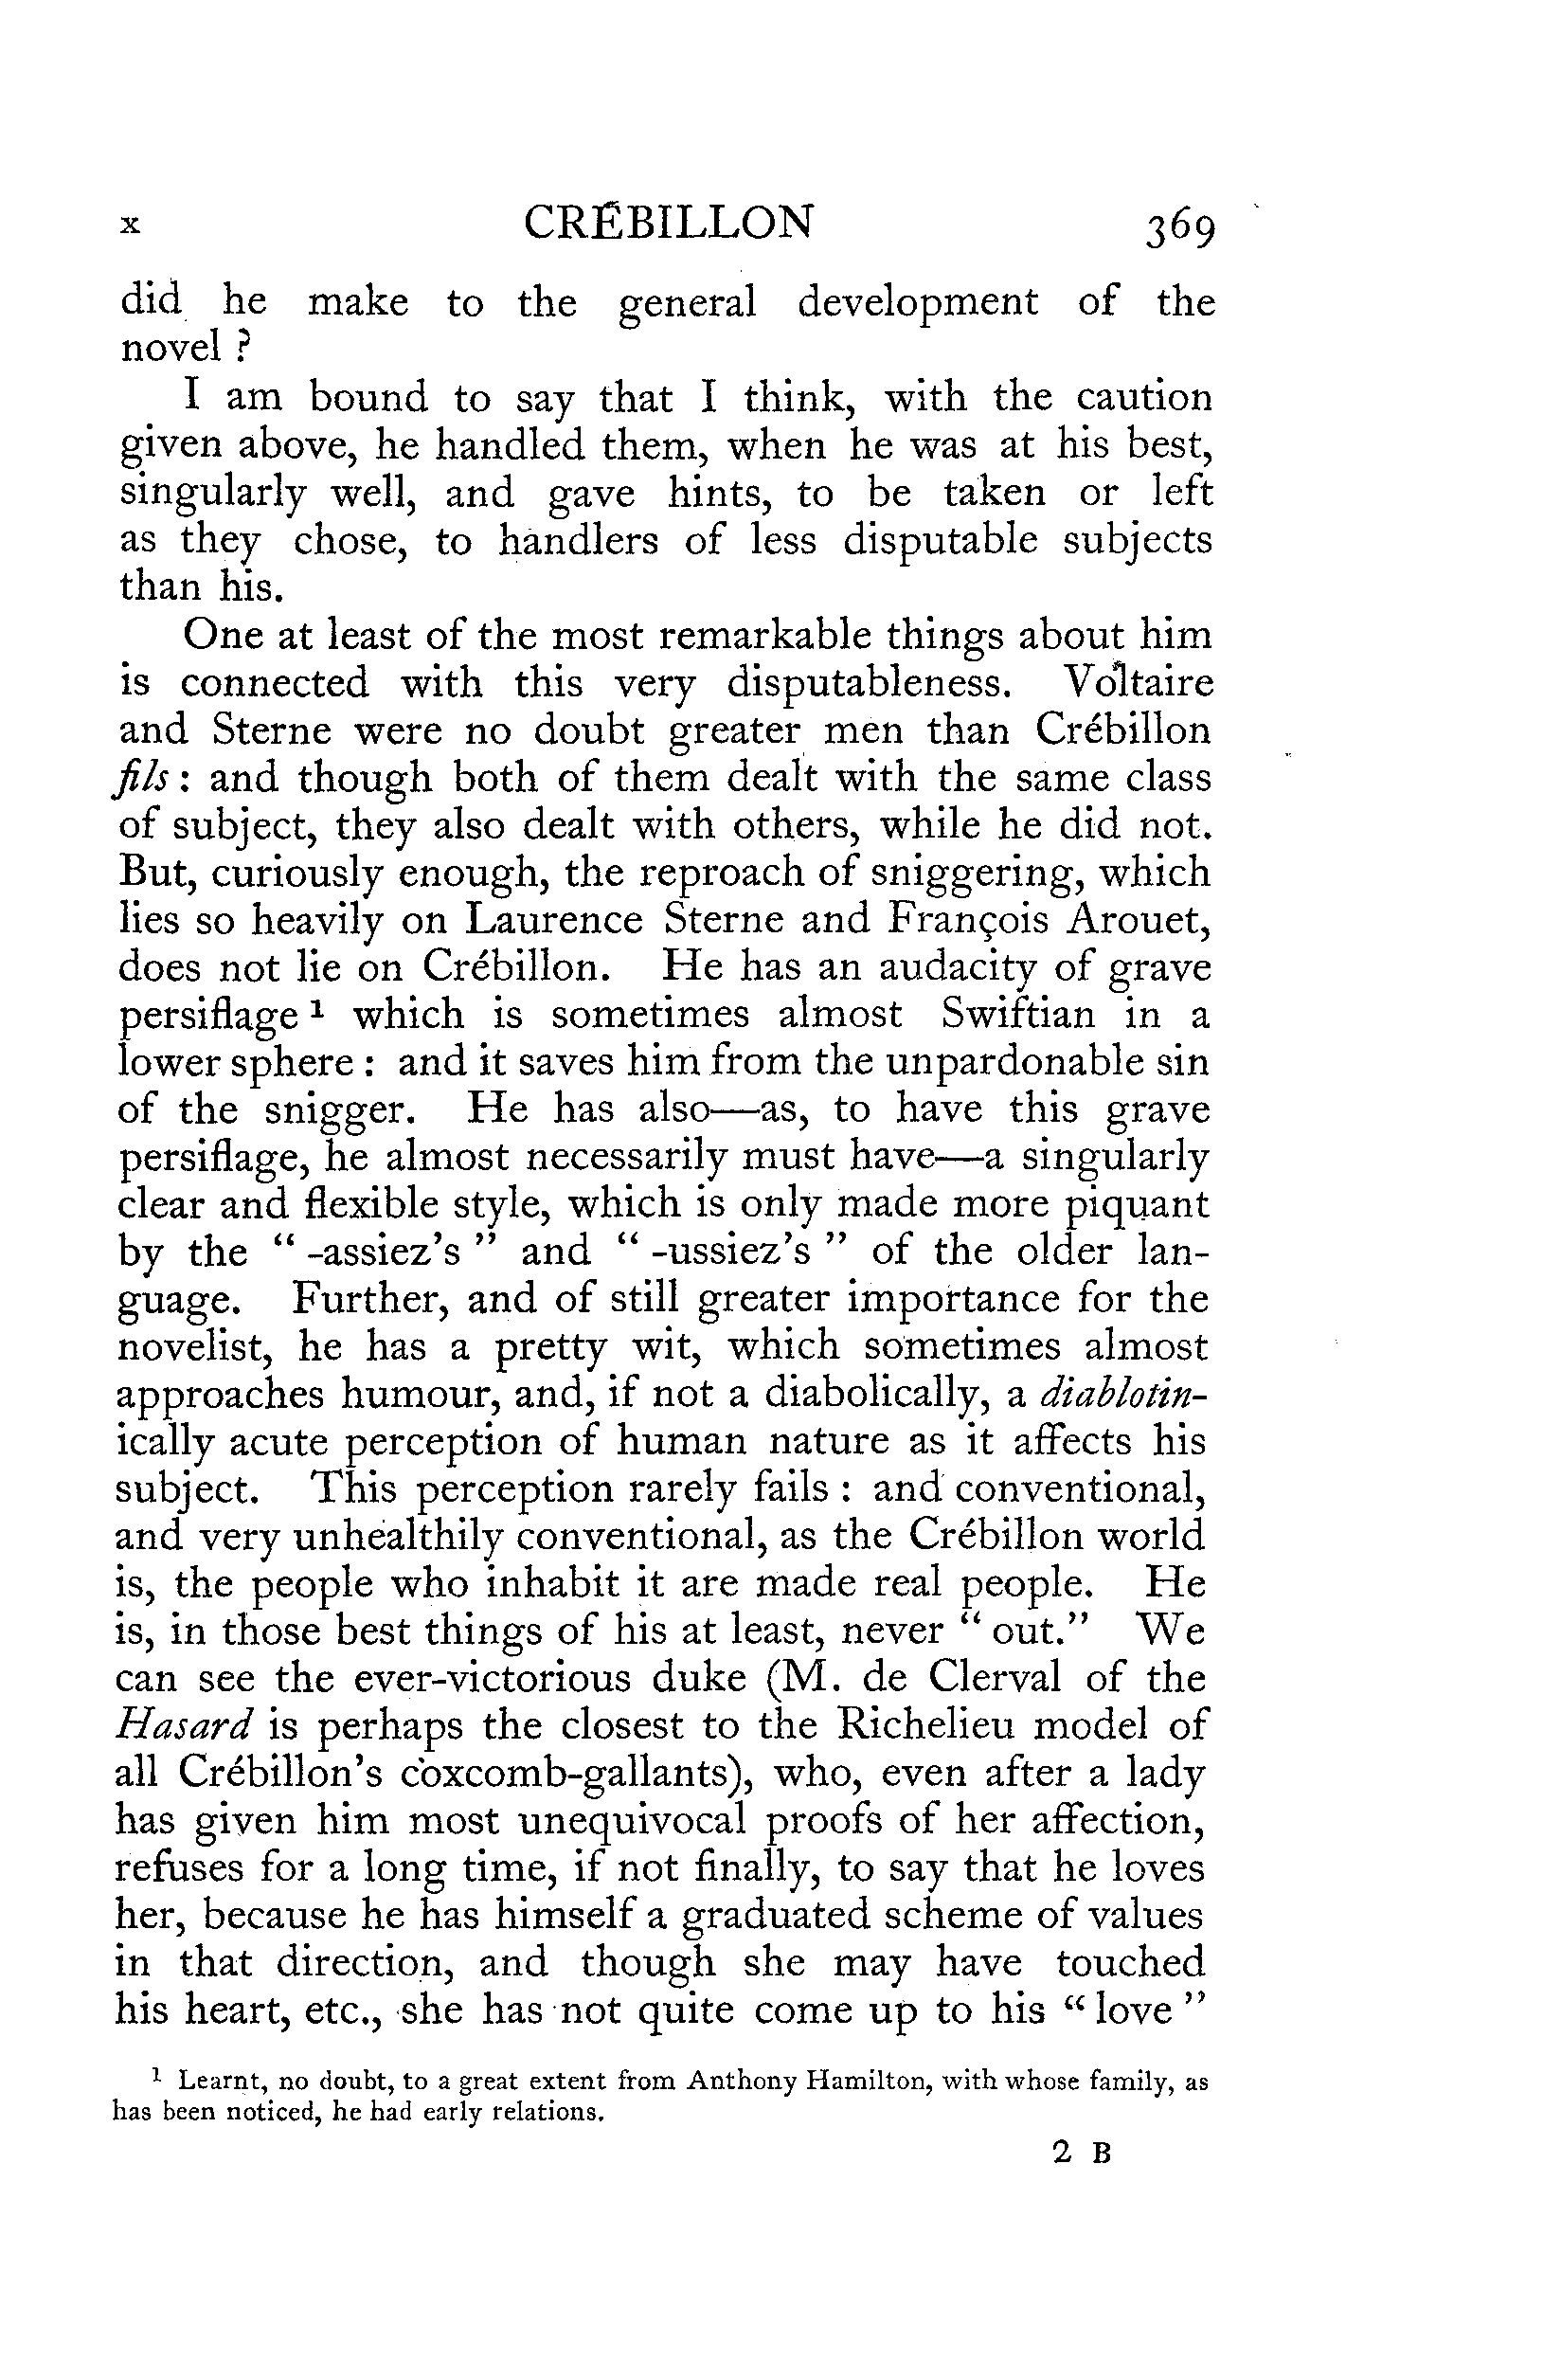 x CRÉBILLON 369
did he make to the general development of the
novel ?
I am bound to say that I think, with the caution
given above, he handled them, when he was at his best,
singularly well, and gave hints, to be taken or left
as they chose, to handlers of less disputable subjects
than his.
One at least of the most remarkable things about him
is connected with this very disputableness. Voltaire
and Sterne were no doubt greater men than Crébillon
fils : and though both of them dealt with the same class
of subject, they also dealt with others, while he did not.
But, curiously enough, the reproach of sniggering, which
lies so heavily on Laurence Sterne and François Arouet,
does not lie on Crébillon. He has an audacity of grave
persiflage ¹ which is sometimes almost Swiftian in a
lower sphere : and it saves him from the unpardonable sin
of the snigger. He has also—as, to have this grave
persiflage, he almost necessarily must have—a singularly
clear and flexible style, which is only made more piquant
by the “ -assiez’s ” and “ -ussiez’s ” of the older lan-
guage. Further, and of still greater importance for the
novelist, he has a pretty wit, which sometimes almost
approaches humour, and, if not a diabolically, a diablotin-
ically acute perception of human nature as it affects his
subject. This perception rarely fails : and conventional,
and very unhealthily conventional, as the Crébillon world
is, the people who inhabit it are made real people. He
is, in those best things of his at least, never “ out.” We
can see the ever-victorious duke (M. de Clerval of the
Hasard is perhaps the closest to the Richelieu model of
all Crébillon’s coxcomb-gallants), who, even after a lady
has given him most unequivocal proofs of her affection,
refuses for a long time, if not finally, to say that he loves
her, because he has himself a graduated scheme of values
in that direction, and though she may have touched
his heart, etc., she has not quite come up to his “ love ”
¹ Learnt, no doubt, to a great extent from Anthony Hamilton, with whose family, as
has been noticed, he had early relations.
2 B